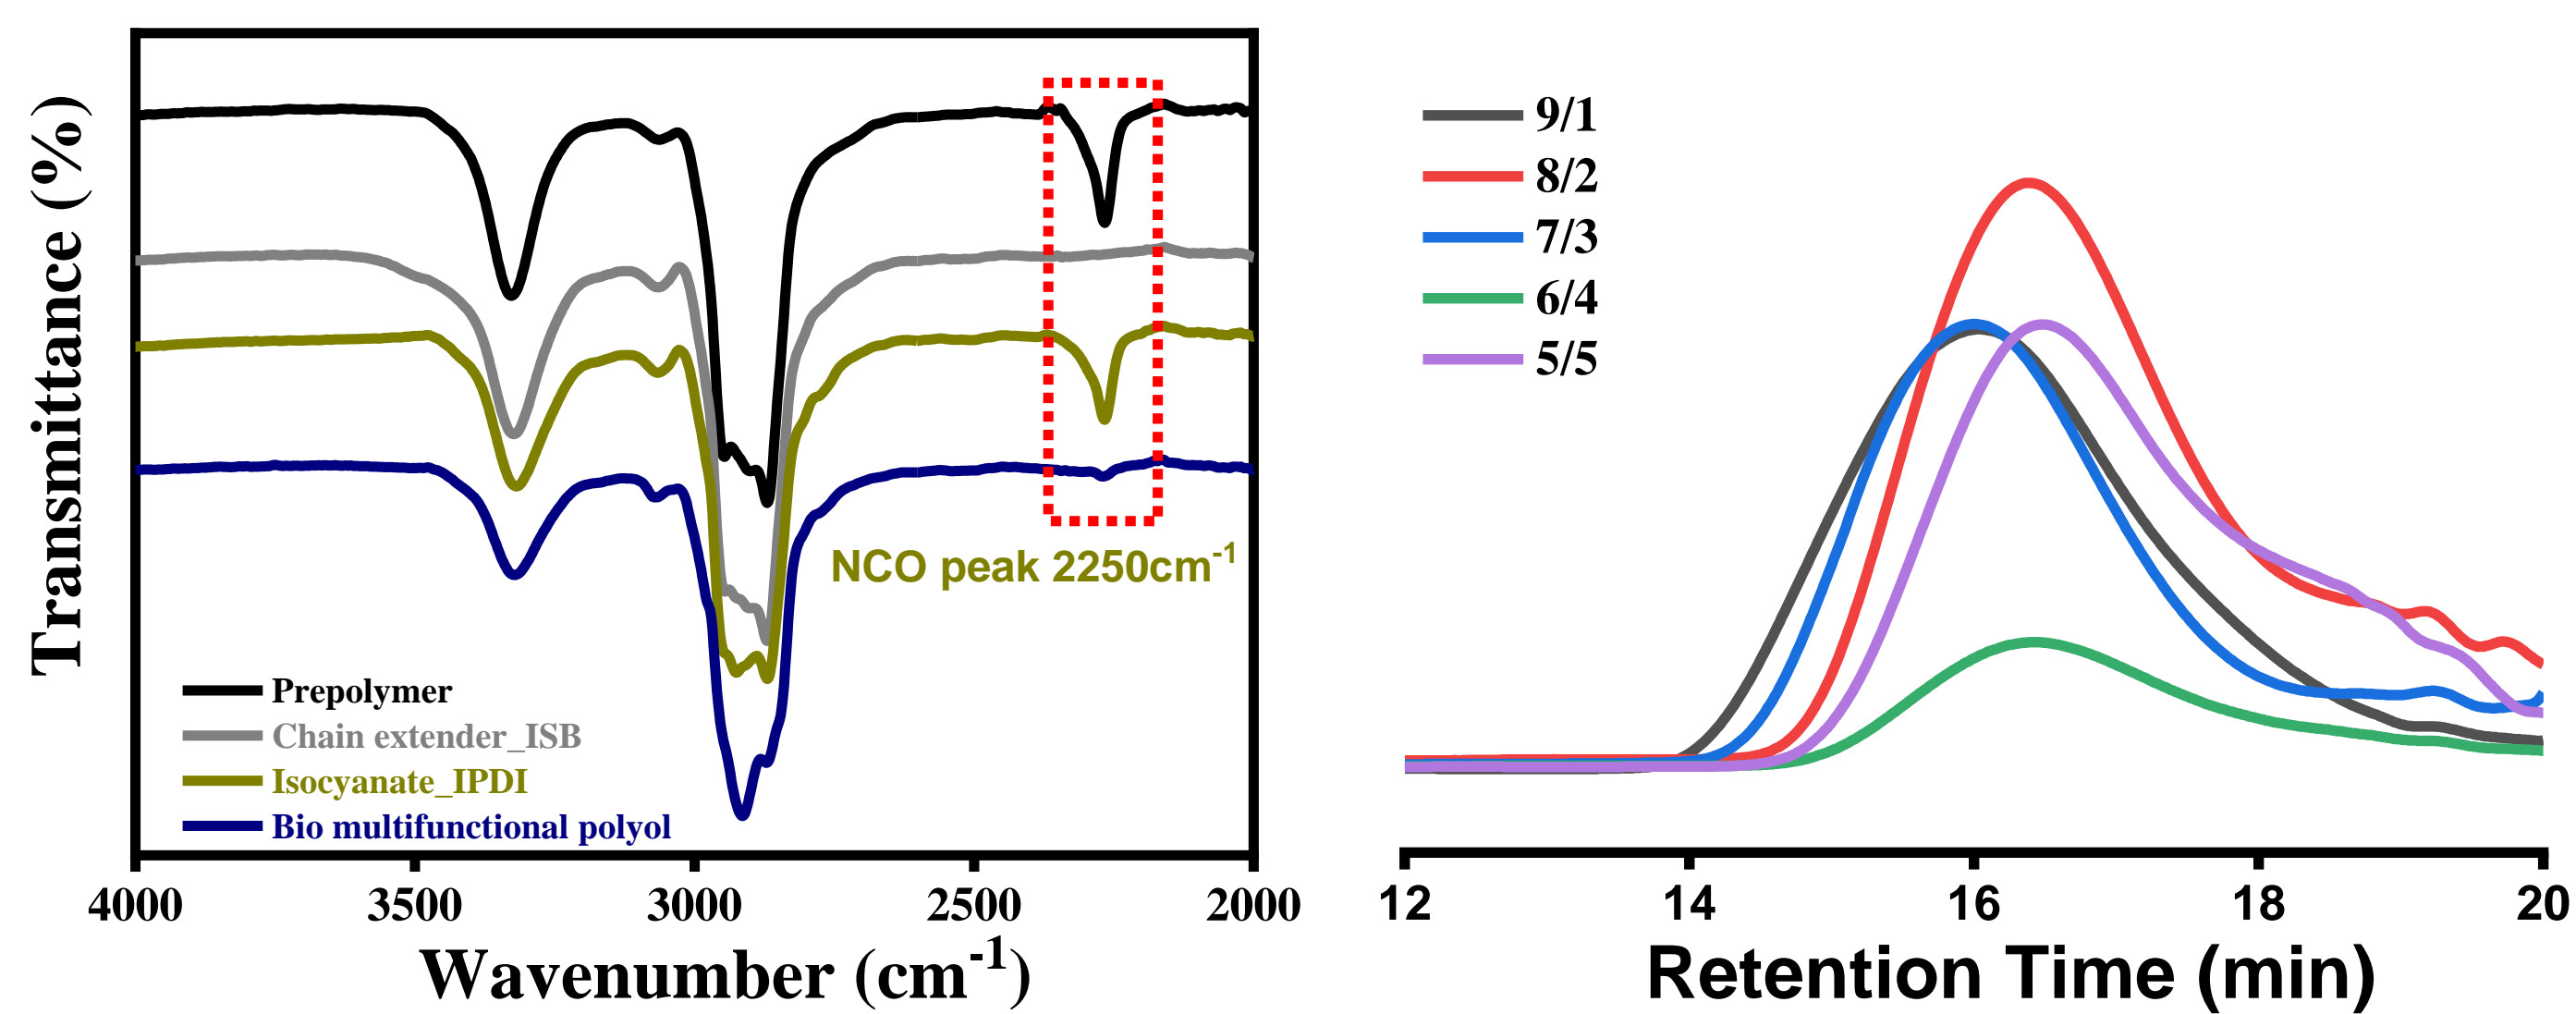 Transmittance (%)
NCO peak 2250cm-1
Prepolymer
Chain extender_ISB
Isocyanate_IPDI
Bio multifunctional polyol
4000 3500 3000 2500 2000
Wavenumber (cm-1)
9/1
8/2
7/3
6/4
5/5
12 14 16 18 20
Retention Time (min)